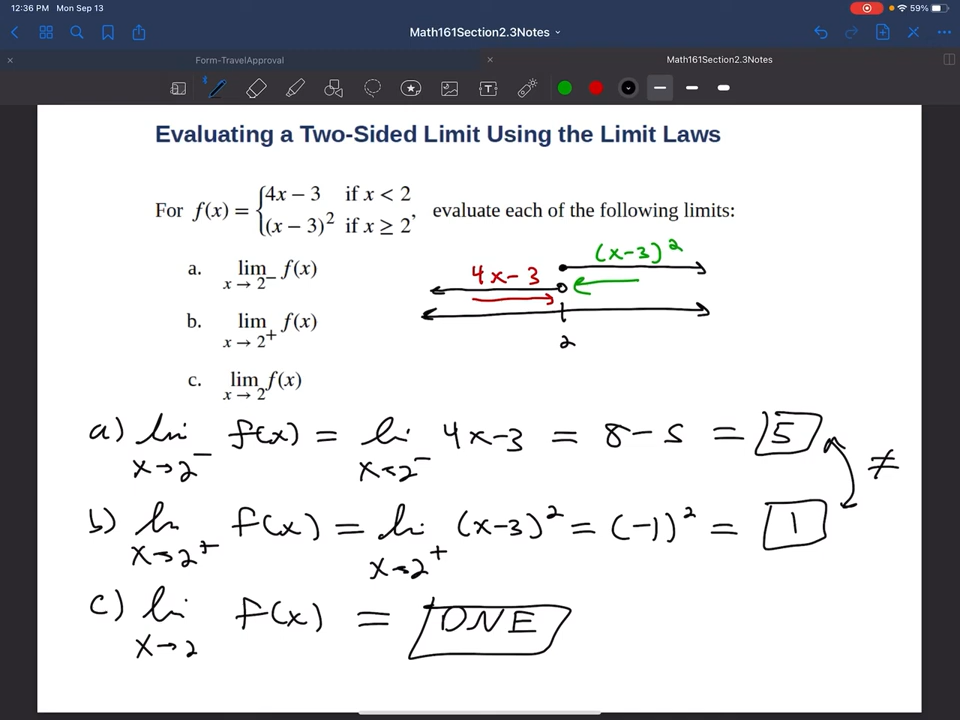 12:36 PM Mon Sep 13
59%
Math161Section2.3Notes
Form-TravelApproval
Math161Section2.3Notes
Evaluating a Two-Sided Limit Using the Limit Laws
For f(x) = { 4x − 3 if x < 2
(x − 3)² if x ≥ 2 , evaluate each of the following limits:
a. lim x → 2⁻ f(x)
b. lim x → 2⁺ f(x)
c. lim x → 2 f(x)
4x − 3
(x−3)²
2
a) lim x→2⁻ f(x) = lim x→2⁻ 4x−3 = 8−5 = 5
b) lim x→2⁺ f(x) = lim x→2⁺ (x−3)² = (−1)² = 1
≠
c) lim x→2 f(x) = DNE